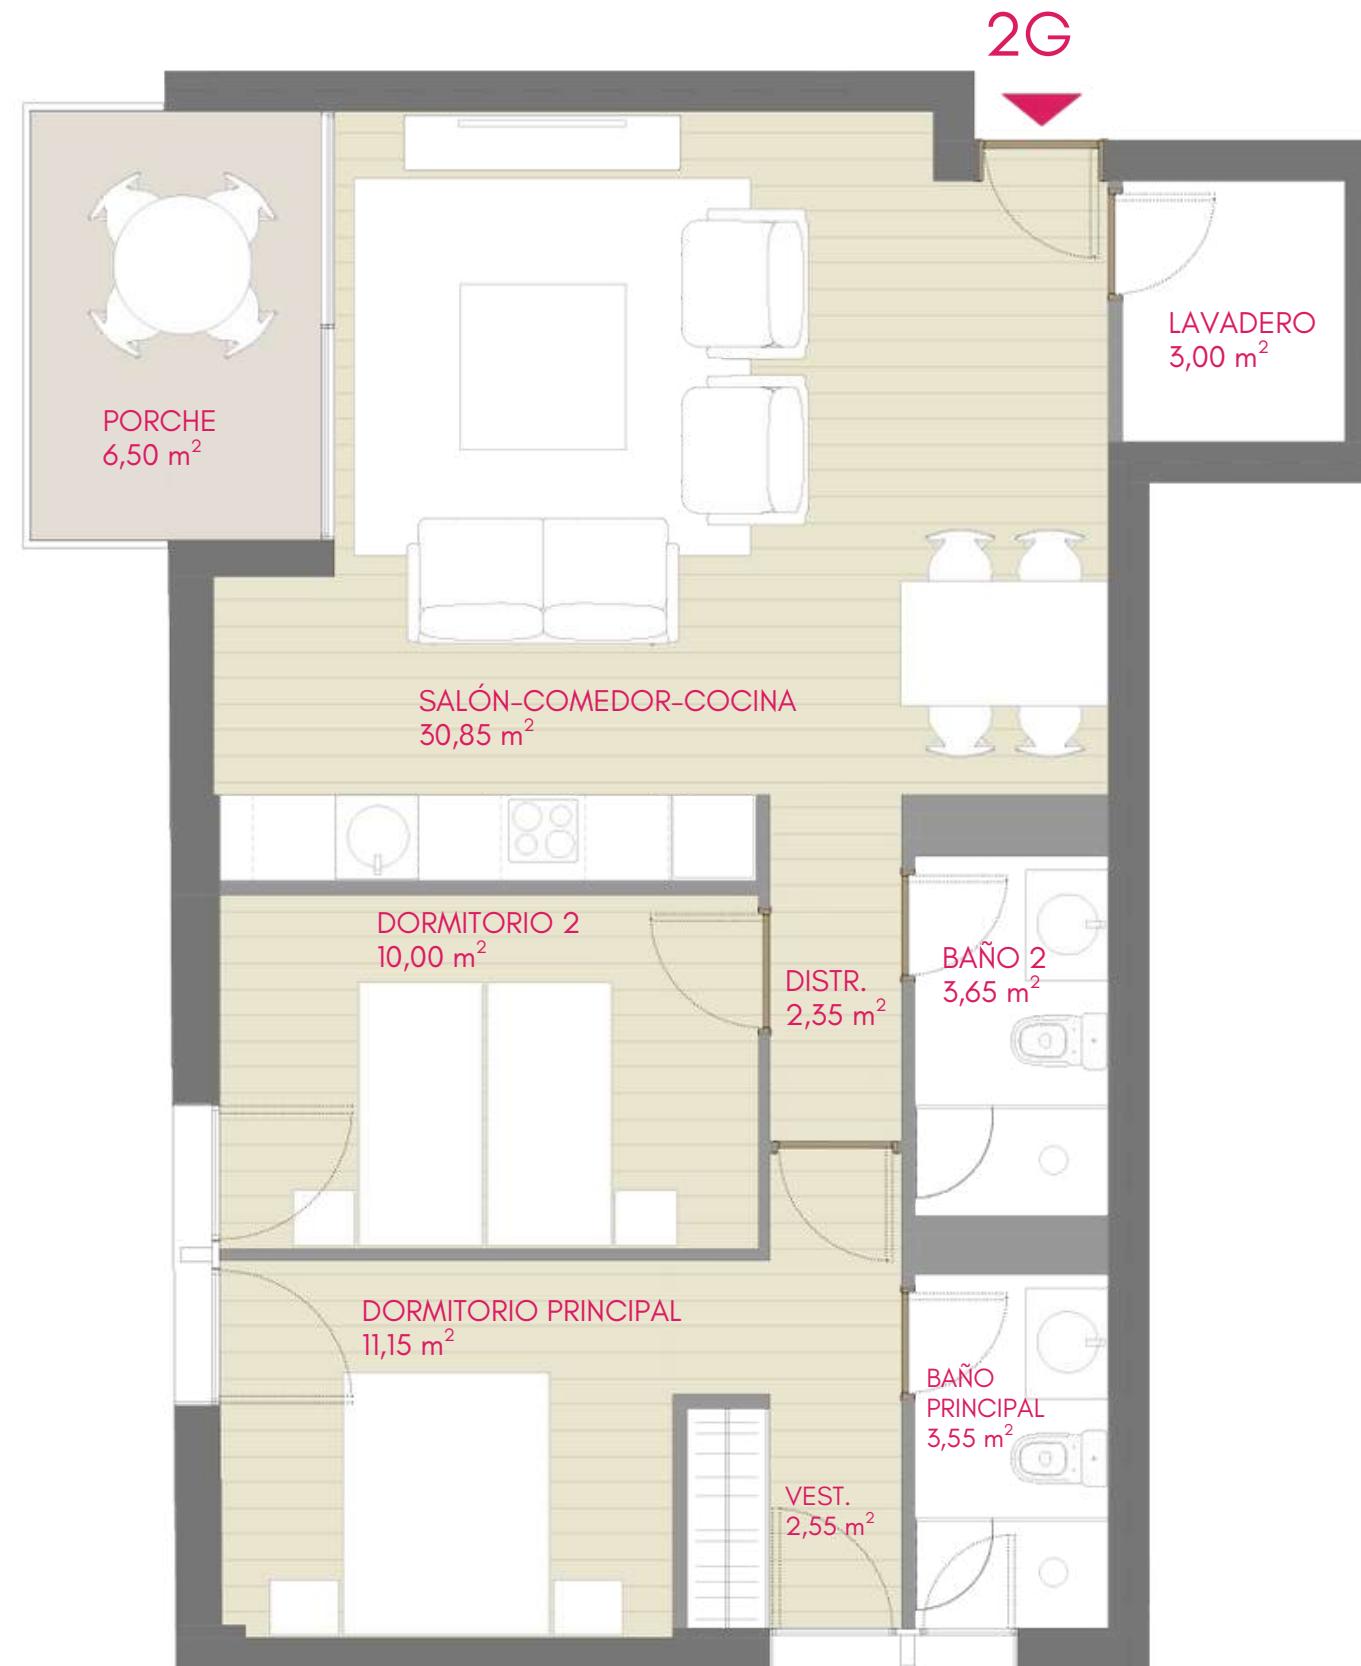 2G
LAVADERO
3,00 m²
PORCHE
6,50 m²
SALÓN-COMEDOR-COCINA
30,85 m²
DORMITORIO 2
10,00 m²
DISTR.
2,35 m²
BAÑO 2
3,65 m²
DORMITORIO PRINCIPAL
11,15 m²
BAÑO
PRINCIPAL
3,55 m²
VEST.
2,55 m²